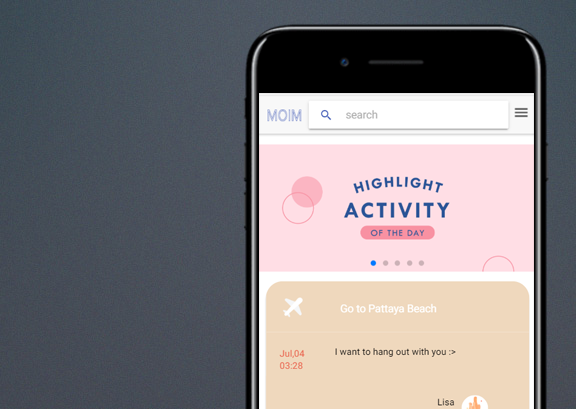 MOIM
search
HIGHLIGHT
ACTIVITY
OF THE DAY
Go to Pattaya Beach
Jul,04
03:28
I want to hang out with you :>
Lisa